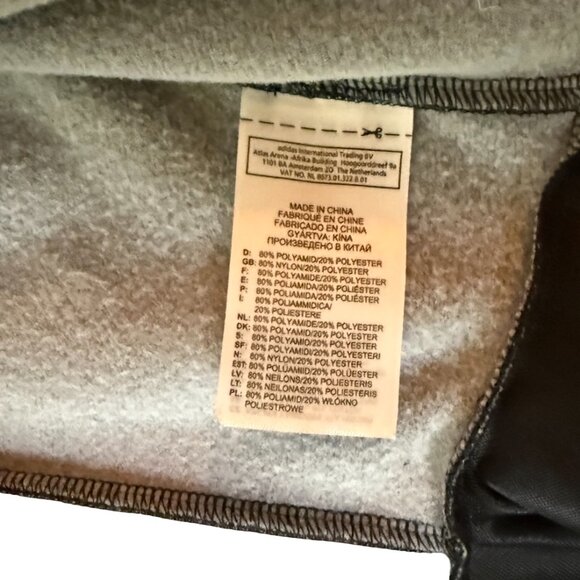 adidas International Trading BV
Atlas Arena -Afrika Building Hoogoorddreef 9a
1101 BA Amsterdam ZO The Netherlands
VAT NO. NL 8073.01.322.B.01
MADE IN CHINA
FABRIQUÉ EN CHINE
FABRICADO EN CHINA
GYÁRTVA: KÍNA
ПРОИЗВЕДЕНО В КИТАЙ
D: 80% POLYAMID/20% POLYESTER
GB: 80% NYLON/20% POLYESTER
F: 80% POLYAMIDE/20% POLYESTER
E: 80% POLIAMIDA/20% POLIÉSTER
P: 80% POLIAMIDA/20% POLIÉSTER
I: 80% POLIAMMIDICA/
20% POLIESTERE
NL: 80% POLYAMIDE/20% POLYESTER
DK: 80% POLYAMID/20% POLYESTER
S: 80% POLYAMID/20% POLYESTER
SF: 80% POLYAMIDI/20% POLYESTERI
N: 80% NYLON/20% POLYESTER
EST: 80% POLÜAMIID/20% POLÜESTER
LV: 80% NEILONS/20% POLIESTERIS
LT: 80% NEILONAS/20% POLIESTERIS
PL: 80% POLIAMID/20% WŁÓKNO
POLIESTROWE